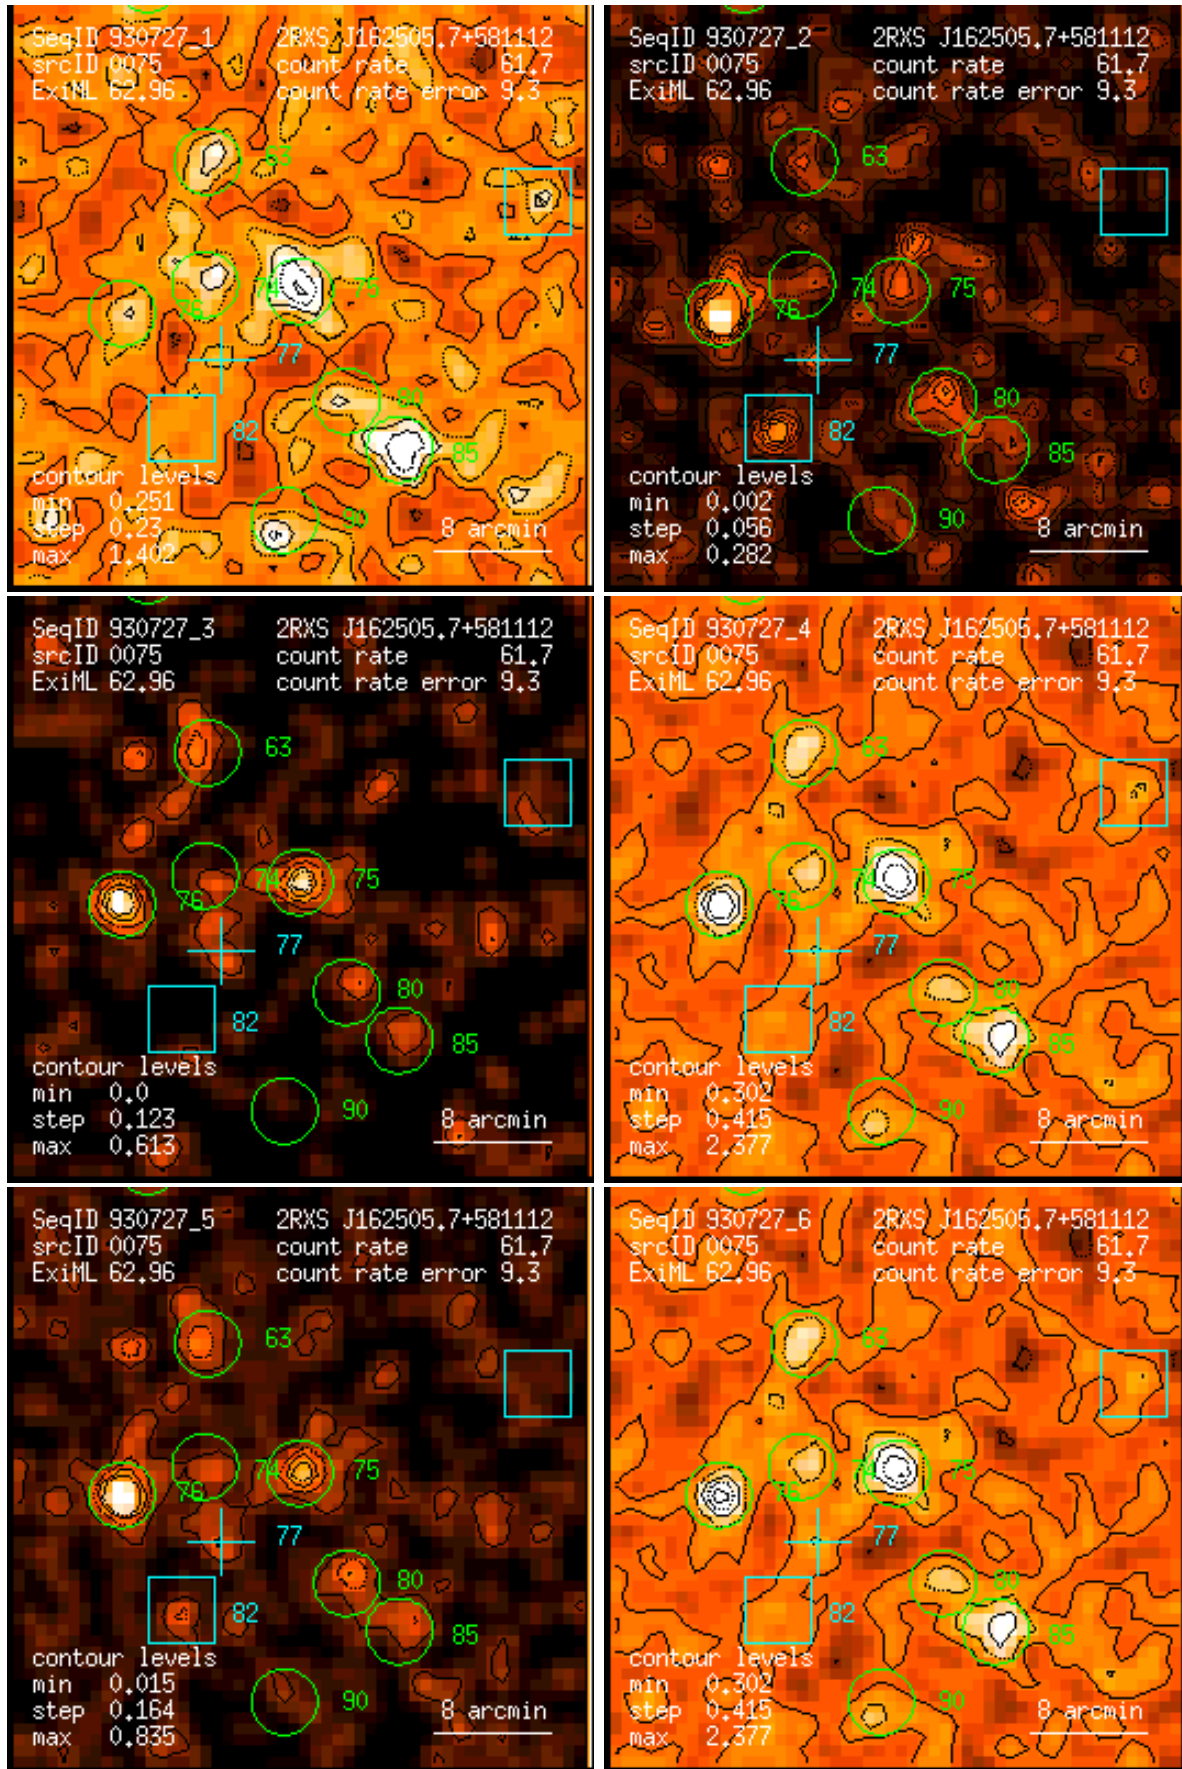 SeqID 930727_1 2RXS J162505.7+581112
srcID 0075 count rate 61.7
ExiML 62.96 count rate error 9.3
63
74 75
76
77
80
82
85
contour levels
min 0.251
90
step 0.23 8 arcmin
max 1.402
SeqID 930727_2 2RXS J162505.7+581112
srcID 0075 count rate 61.7
ExiML 62.96 count rate error 9.3
63
74 75
76
77
80
82
85
contour levels
min 0.002
90
step 0.056 8 arcmin
max 0.282
SeqID 930727_3 2RXS J162505.7+581112
srcID 0075 count rate 61.7
ExiML 62.96 count rate error 9.3
63
74 75
76
77
80
82
85
contour levels
min 0.0
90
step 0.123 8 arcmin
max 0.613
SeqID 930727_4 2RXS J162505.7+581112
srcID 0075 count rate 61.7
ExiML 62.96 count rate error 9.3
63
74 75
76
77
80
82
85
contour levels
min 0.302
90
step 0.415 8 arcmin
max 2.377
SeqID 930727_5 2RXS J162505.7+581112
srcID 0075 count rate 61.7
ExiML 62.96 count rate error 9.3
63
74 75
76
77
80
82
85
contour levels
min 0.015
90
step 0.164 8 arcmin
max 0.835
SeqID 930727_6 2RXS J162505.7+581112
srcID 0075 count rate 61.7
ExiML 62.96 count rate error 9.3
63
74 75
76
77
80
82
85
contour levels
min 0.302
90
step 0.415 8 arcmin
max 2.377